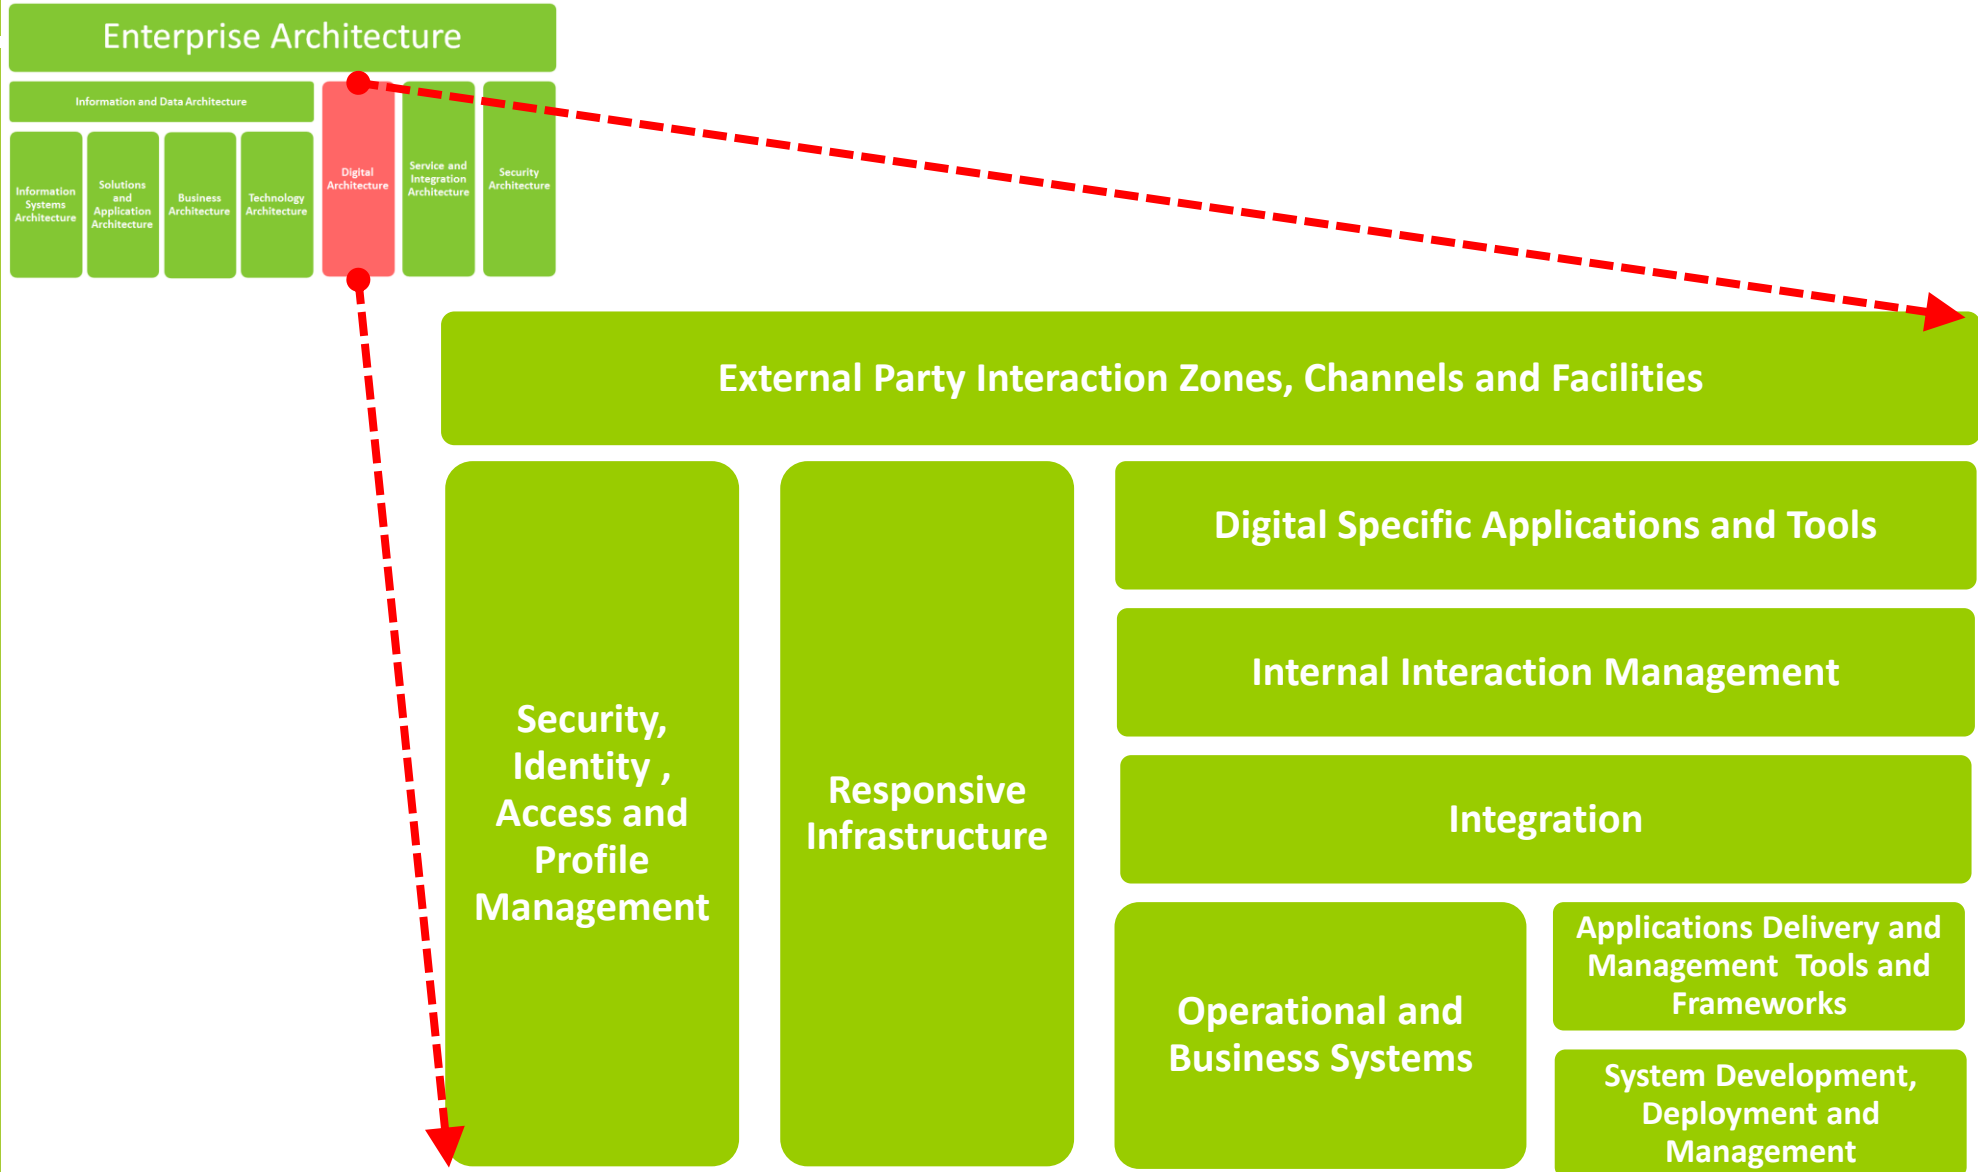 Enterprise Architecture
Information and Data Architecture
Information
Systems
Architecture
Solutions
and
Application
Architecture
Business
Architecture
Technology
Architecture
Digital
Architecture
Service and
Integration
Architecture
Security
Architecture
External Party Interaction Zones, Channels and Facilities
Security,
Identity ,
Access and
Profile
Management
Responsive
Infrastructure
Digital Specific Applications and Tools
Internal Interaction Management
Integration
Operational and
Business Systems
Applications Delivery and
Management  Tools and
Frameworks
System Development,
Deployment and
Management